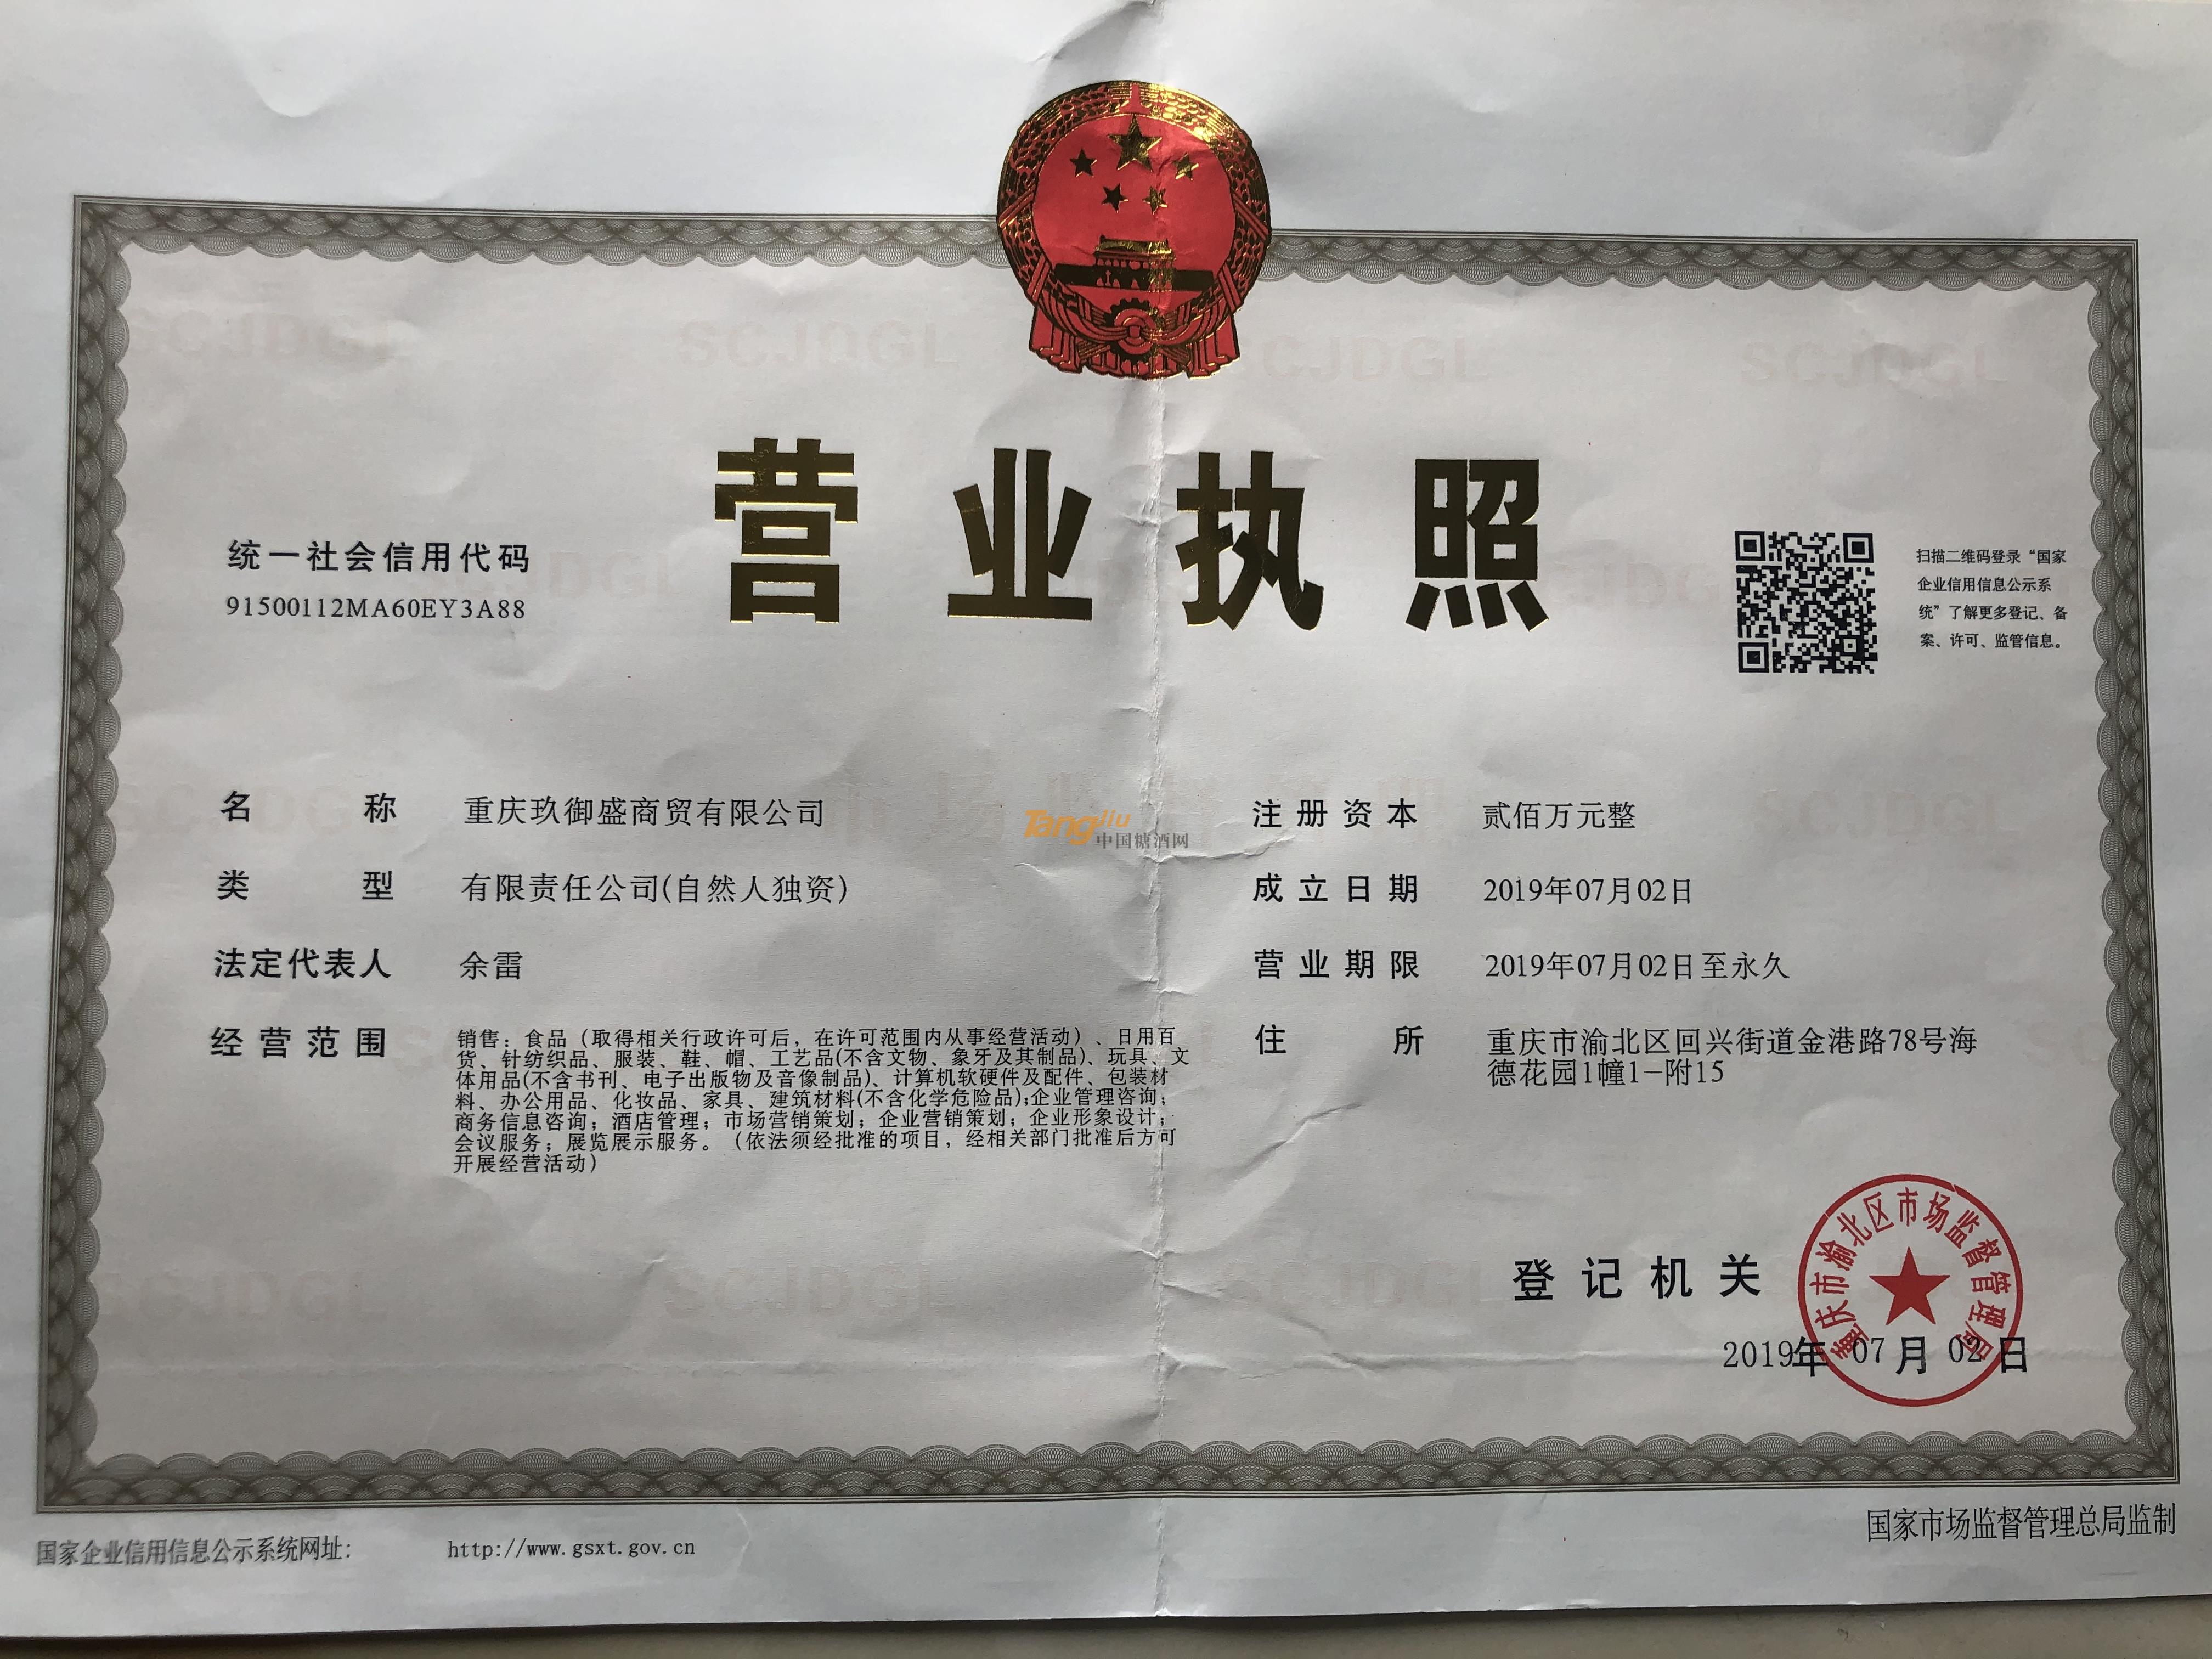 营业执照
统一社会信用代码
91500112MA60EY3A88
扫描二维码登录“国家
企业信用信息公示系
统”了解更多登记、备
案、许可、监管信息。
名称 重庆玖御盛商贸有限公司
类型 有限责任公司(自然人独资)
法定代表人 余雷
经营范围 销售：食品（取得相关行政许可后，在许可范围内从事经营活动）、日用百
货、针纺织品、服装、鞋、帽、工艺品(不含文物、象牙及其制品)、玩具、文
体用品(不含书刊、电子出版物及音像制品)、计算机软硬件及配件、包装材
料、办公用品、化妆品、家具、建筑材料(不含化学危险品);企业管理咨询；
商务信息咨询；酒店管理；市场营销策划；企业营销策划；企业形象设计；
会议服务；展览展示服务。（依法须经批准的项目，经相关部门批准后方可
开展经营活动）
Tangjiu
中国糖酒网
注册资本 贰佰万元整
成立日期 2019年07月02日
营业期限 2019年07月02日至永久
住所 重庆市渝北区回兴街道金港路78号海
德花园1幢1-附15
登记机关
重庆市渝北区市场监督管理局
2019年07月02日
国家企业信用信息公示系统网址：
http://www.gsxt.gov.cn
国家市场监督管理总局监制
SCJDGL
SCJDGL
SCJDGL
SCJDGL